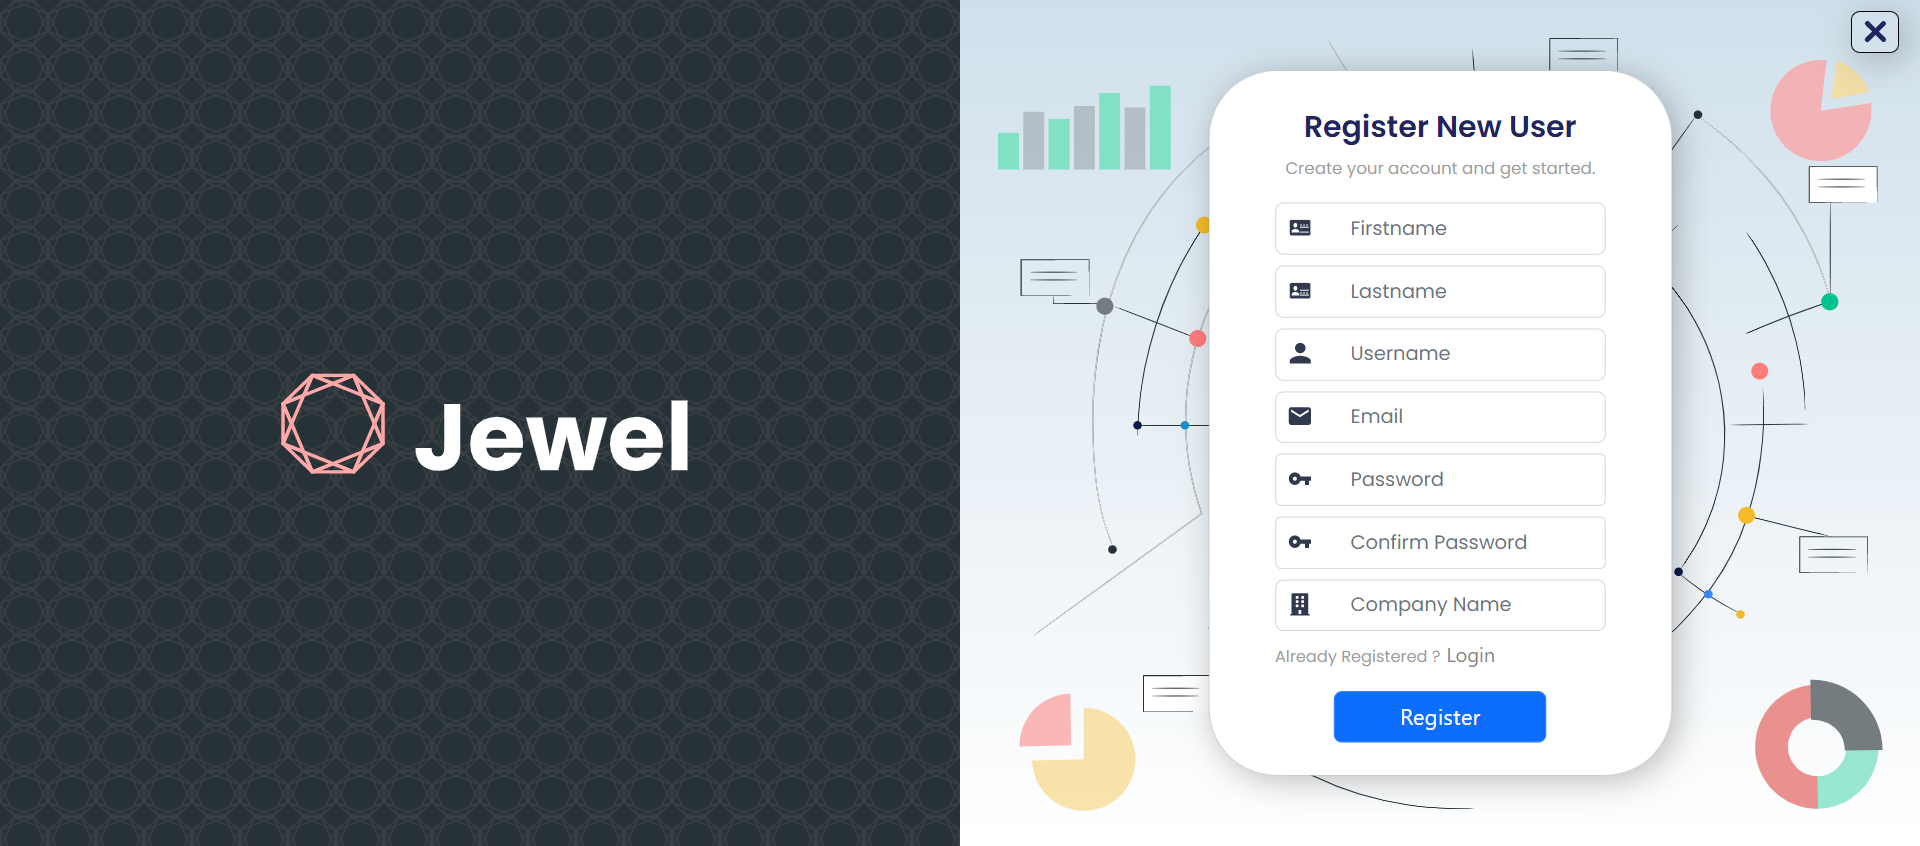 Jewel
Register New User
Create your account and get started.
Firstname
Lastname
Username
Email
Password
Confirm Password
Company Name
Already Registered ? Login
Register